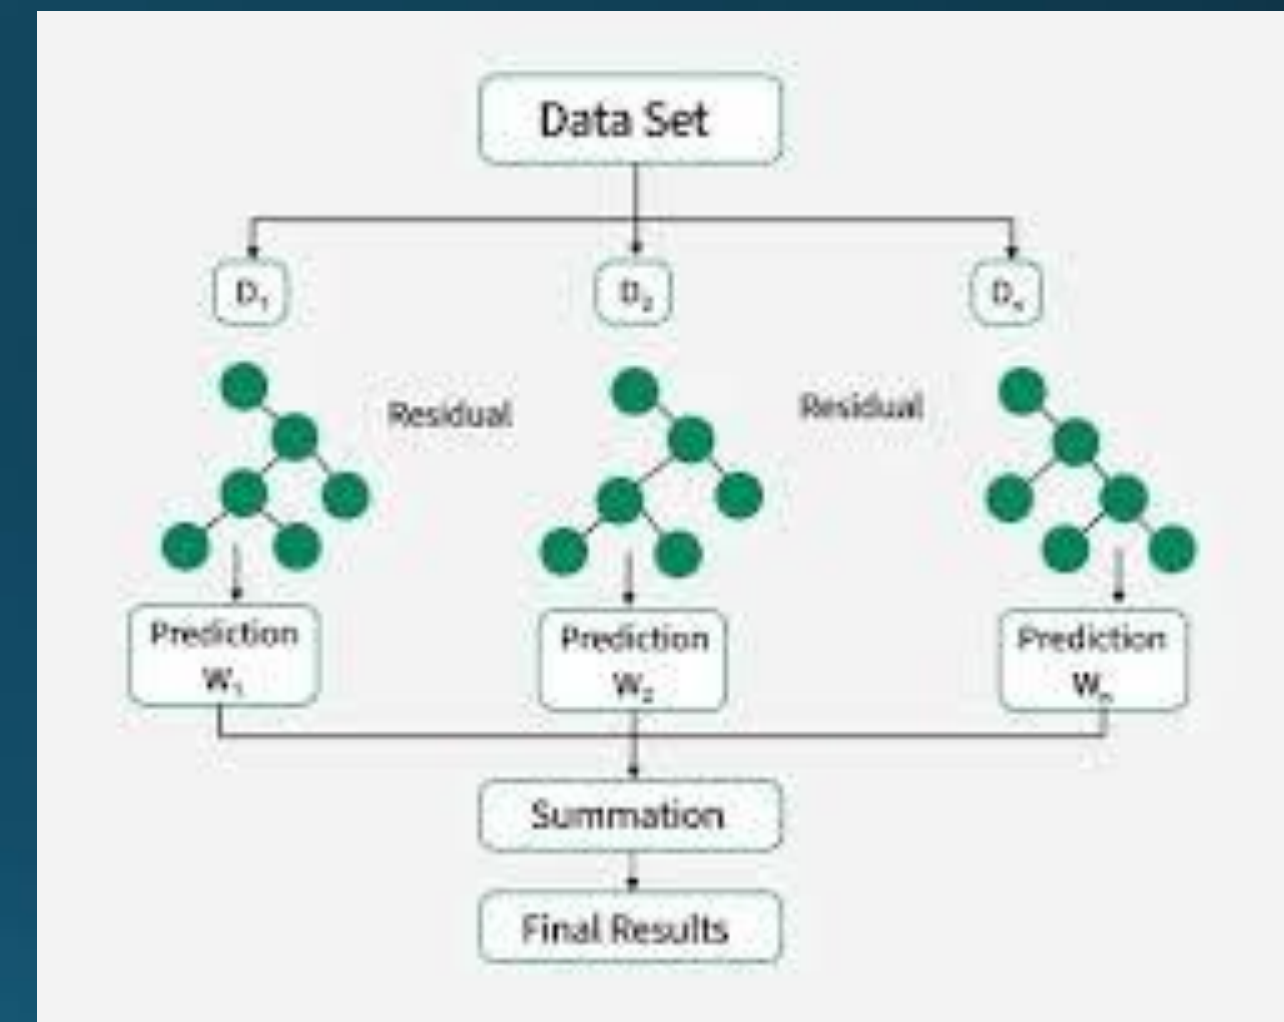 Data Set
D₁
D₂
Dₙ
Residual
Residual
Prediction
W₁
Prediction
W₂
Prediction
Wₙ
Summation
Final Results